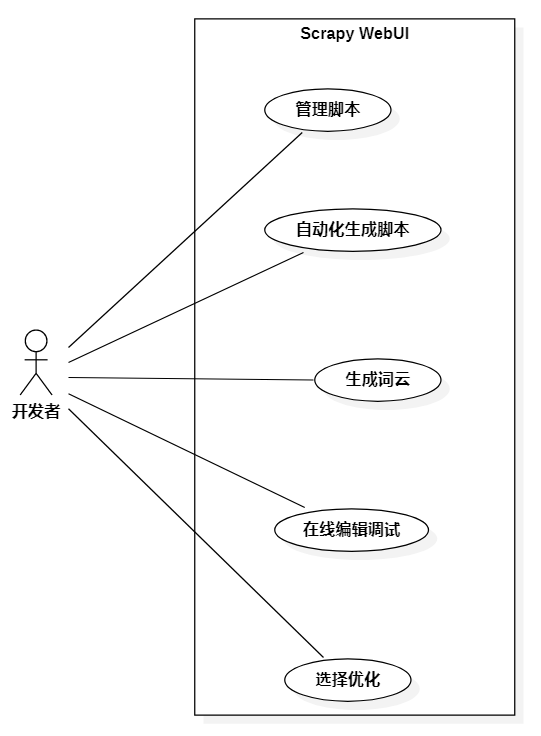 Scrapy WebUI
管理脚本
自动化生成脚本
生成词云
开发者
在线编辑调试
选择优化